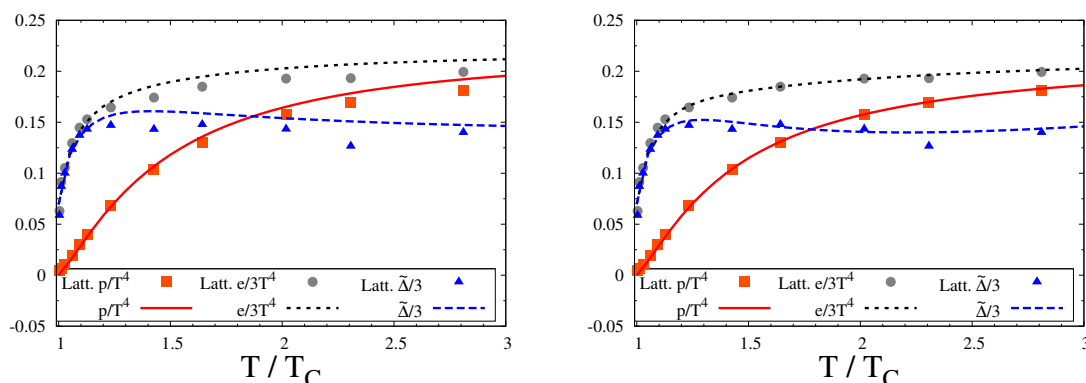 0.25
0.2
0.15
0.1
0.05
0
-0.05
Latt. p/T⁴ Latt. e/3T⁴ Latt. Δ̃/3
p/T⁴ e/3T⁴ Δ̃/3
1 1.5 2 2.5 3
T / T_C
0.25
0.2
0.15
0.1
0.05
0
-0.05
Latt. p/T⁴ Latt. e/3T⁴ Latt. Δ̃/3
p/T⁴ e/3T⁴ Δ̃/3
1 1.5 2 2.5 3
T / T_C